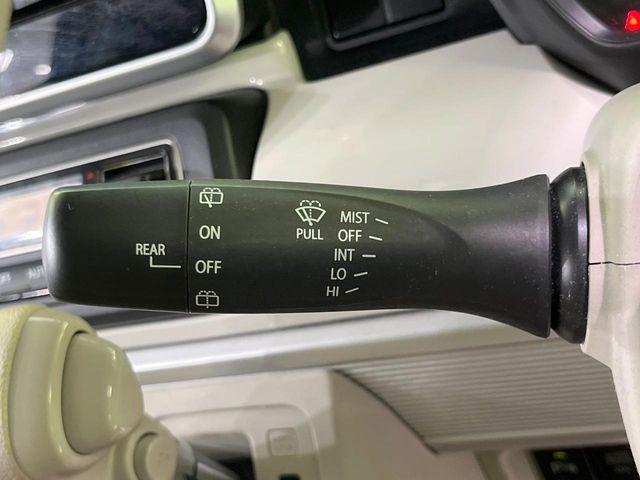 REAR
ON
OFF
PULL
MIST
OFF
INT
LO
HI